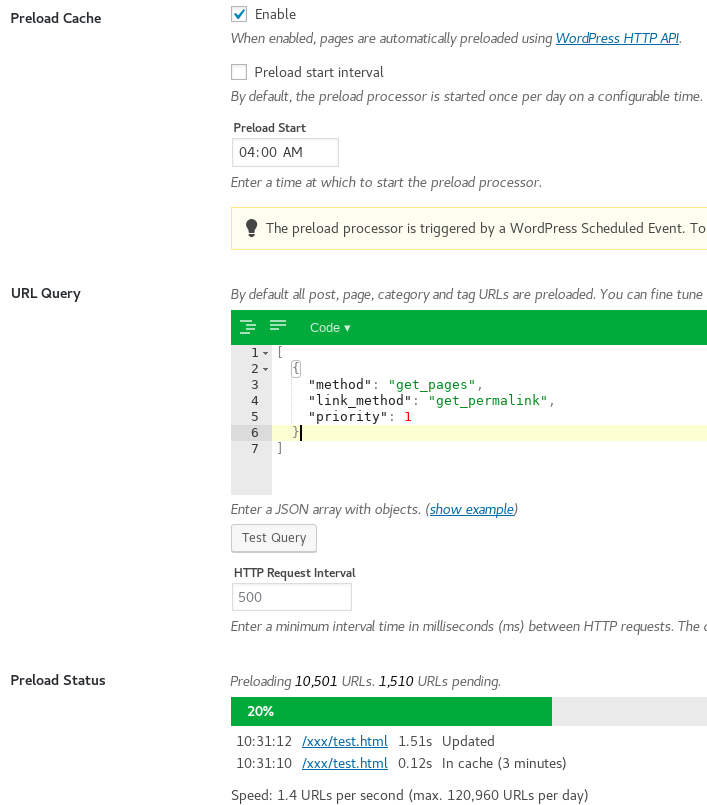 Preload Cache
Enable
When enabled, pages are automatically preloaded using WordPress HTTP API.
Preload start interval
By default, the preload processor is started once per day on a configurable time.
Preload Start
04:00 AM
Enter a time at which to start the preload processor.
The preload processor is triggered by a WordPress Scheduled Event. To
URL Query
By default all post, page, category and tag URLs are preloaded. You can fine tune
Code ▾
1 [
2 {
3 "method": "get_pages",
4 "link_method": "get_permalink",
5 "priority": 1
6 }
7 ]
Enter a JSON array with objects. (show example)
Test Query
HTTP Request Interval
500
Enter a minimum interval time in milliseconds (ms) between HTTP requests. The
Preload Status
Preloading 10,501 URLs. 1,510 URLs pending.
20%
10:31:12 /xxx/test.html 1.51s Updated
10:31:10 /xxx/test.html 0.12s In cache (3 minutes)
Speed: 1.4 URLs per second (max. 120,960 URLs per day)